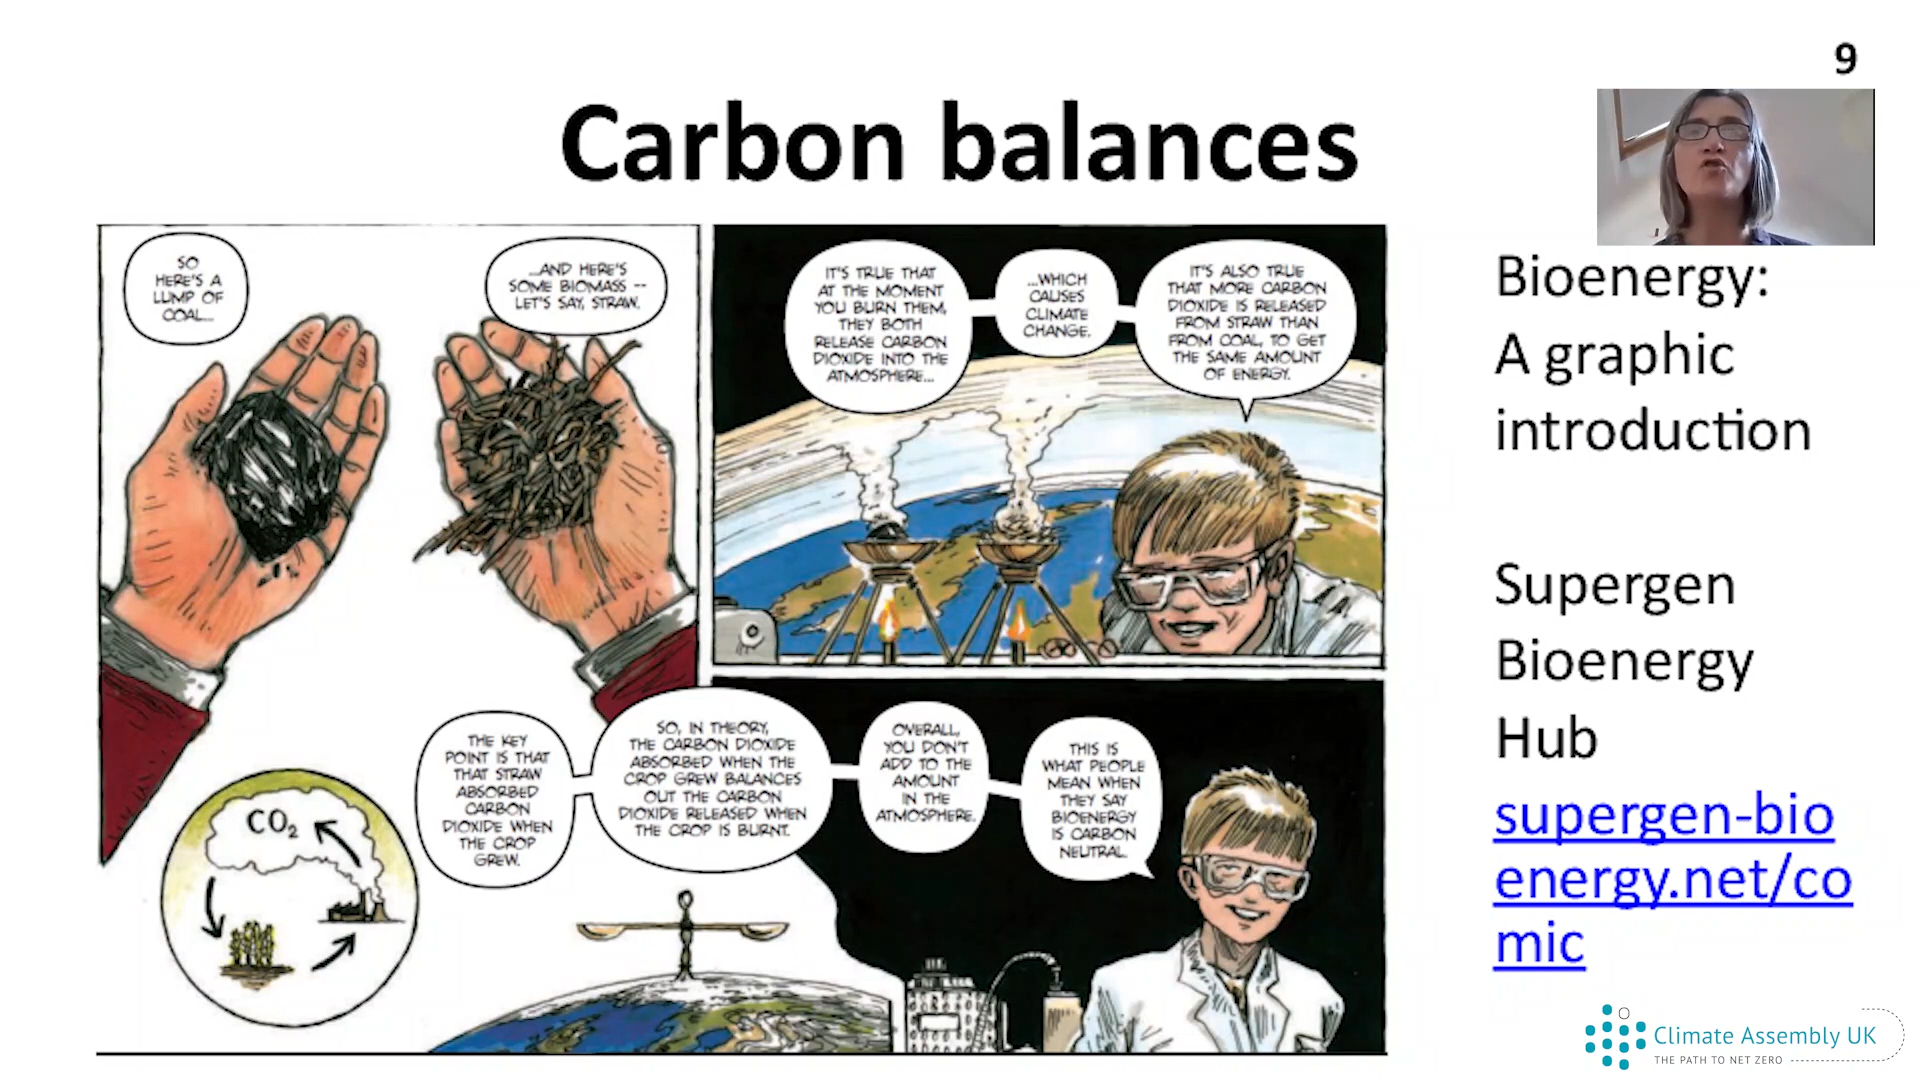 9
Carbon balances
SO
HERE'S A
LUMP OF
COAL...
...AND HERE'S
SOME BIOMASS --
LET'S SAY, STRAW.
IT'S TRUE THAT
AT THE MOMENT
YOU BURN THEM,
THEY BOTH
RELEASE CARBON
DIOXIDE INTO THE
ATMOSPHERE...
...WHICH
CAUSES
CLIMATE
CHANGE.
IT'S ALSO TRUE
THAT MORE CARBON
DIOXIDE IS RELEASED
FROM STRAW THAN
FROM COAL, TO GET
THE SAME AMOUNT
OF ENERGY.
THE KEY
POINT IS THAT
THAT STRAW
ABSORBED
CARBON
DIOXIDE WHEN
THE CROP
GREW.
SO, IN THEORY,
THE CARBON DIOXIDE
ABSORBED WHEN THE
CROP GREW BALANCES
OUT THE CARBON
DIOXIDE RELEASED WHEN
THE CROP IS BURNT.
OVERALL,
YOU DON'T
ADD TO THE
AMOUNT
IN THE
ATMOSPHERE.
THIS IS
WHAT PEOPLE
MEAN WHEN
THEY SAY
BIOENERGY
IS CARBON
NEUTRAL.
CO₂
Bioenergy:
A graphic
introduction
Supergen
Bioenergy
Hub
supergen-bio
energy.net/co
mic
Climate Assembly UK
THE PATH TO NET ZERO